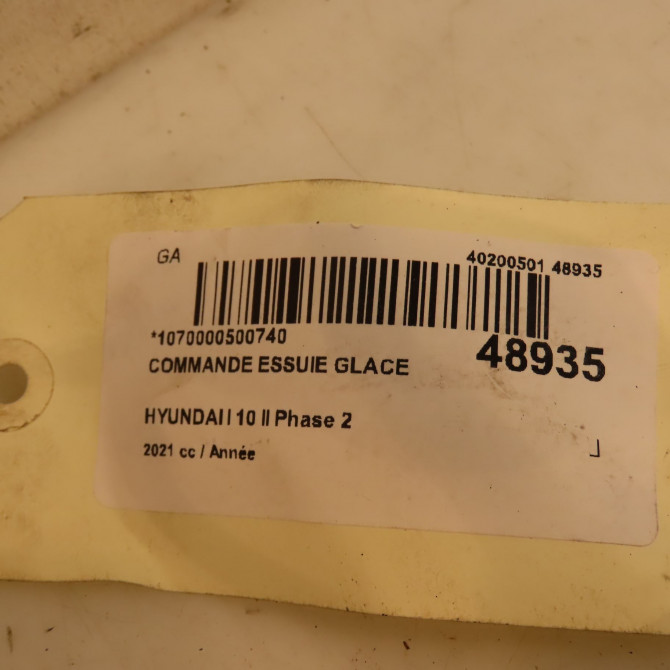 GA
40200501 48935
*1070000500740
48935
COMMANDE ESSUIE GLACE
HYUNDAI I 10 II Phase 2
2021 cc / Année